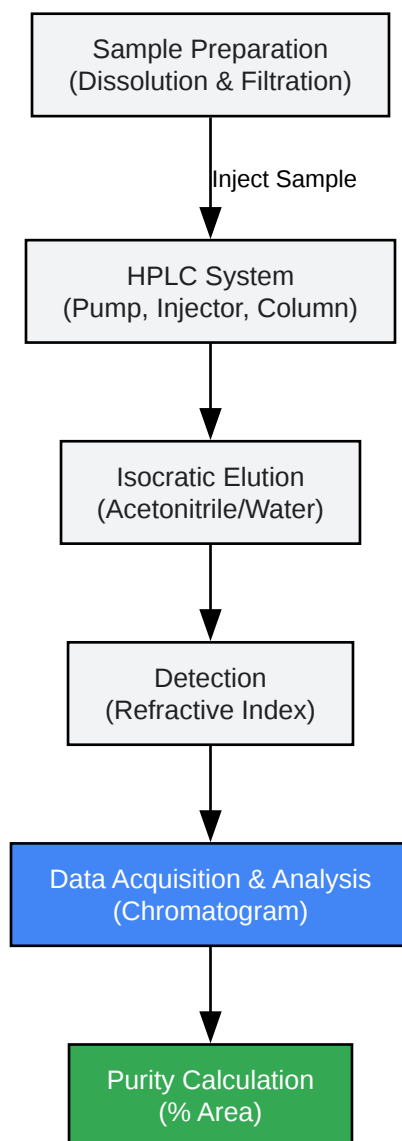 Sample Preparation
(Dissolution & Filtration)
Inject Sample
HPLC System
(Pump, Injector, Column)
Isocratic Elution
(Acetonitrile/Water)
Detection
(Refractive Index)
Data Acquisition & Analysis
(Chromatogram)
Purity Calculation
(% Area)